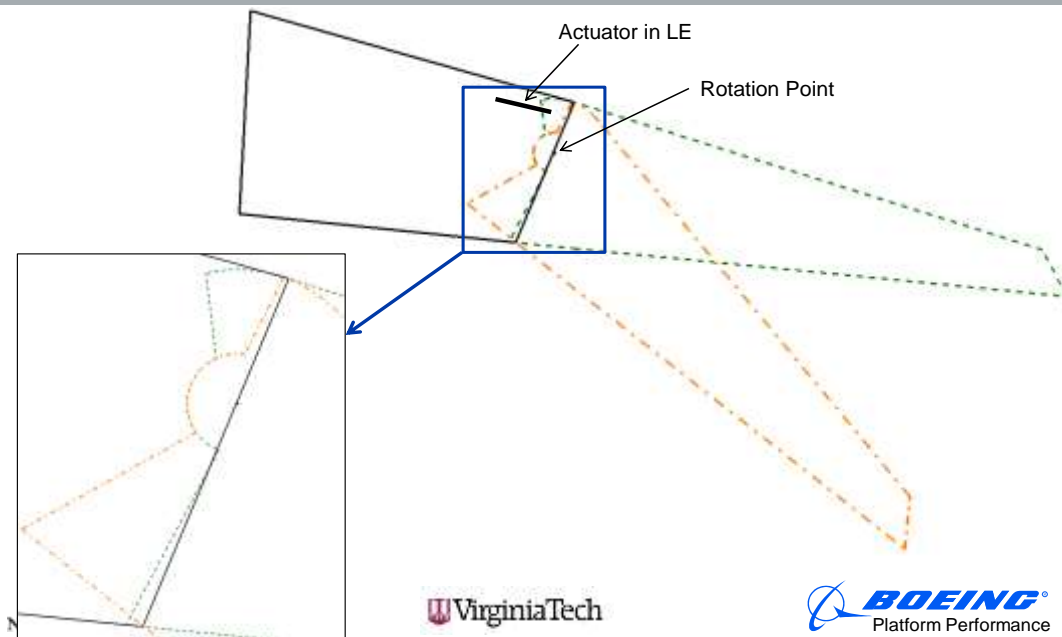 Actuator in LE
Rotation Point
N
VirginiaTech
BOEING®
Platform Performance